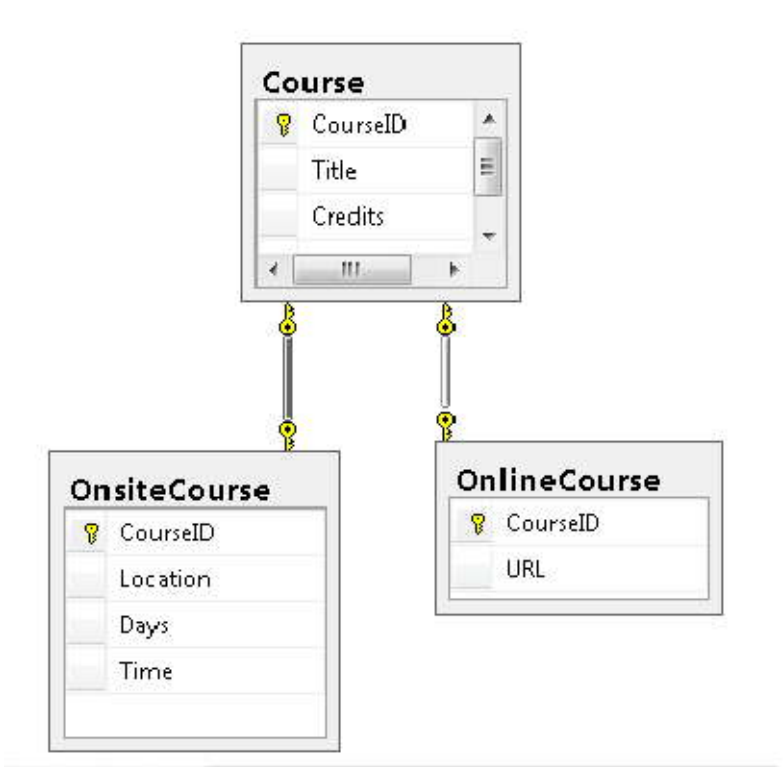 Course
CourseID
Title
Credits
OnsiteCourse
CourseID
Location
Days
Time
OnlineCourse
CourseID
URL